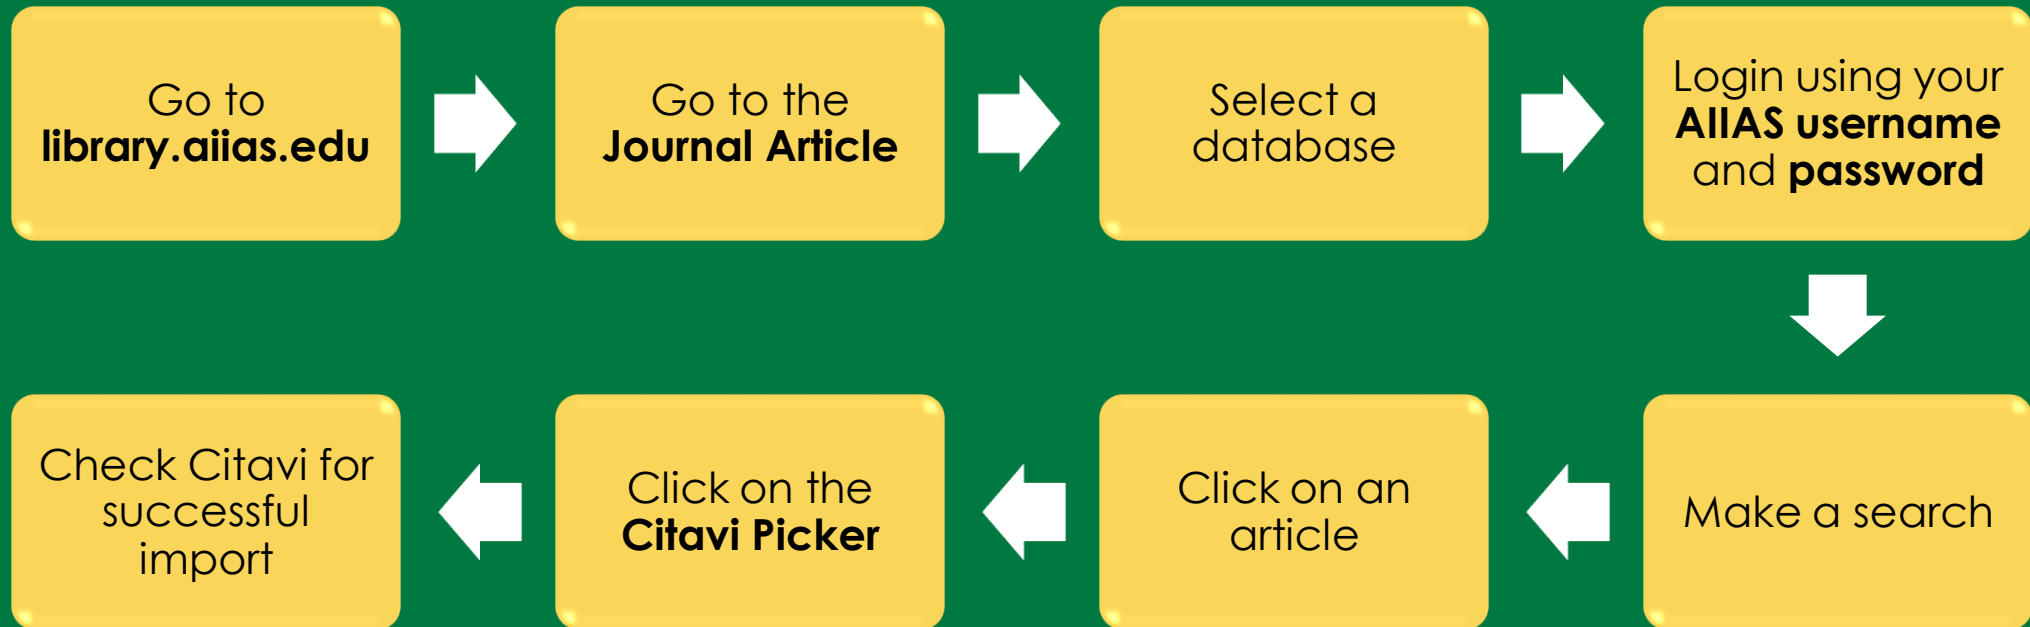 Go to
library.aiias.edu
Go to the
Journal Article
Select a
database
Login using your
AIIAS username
and password
Make a search
Click on an
article
Click on the
Citavi Picker
Check Citavi for
successful
import